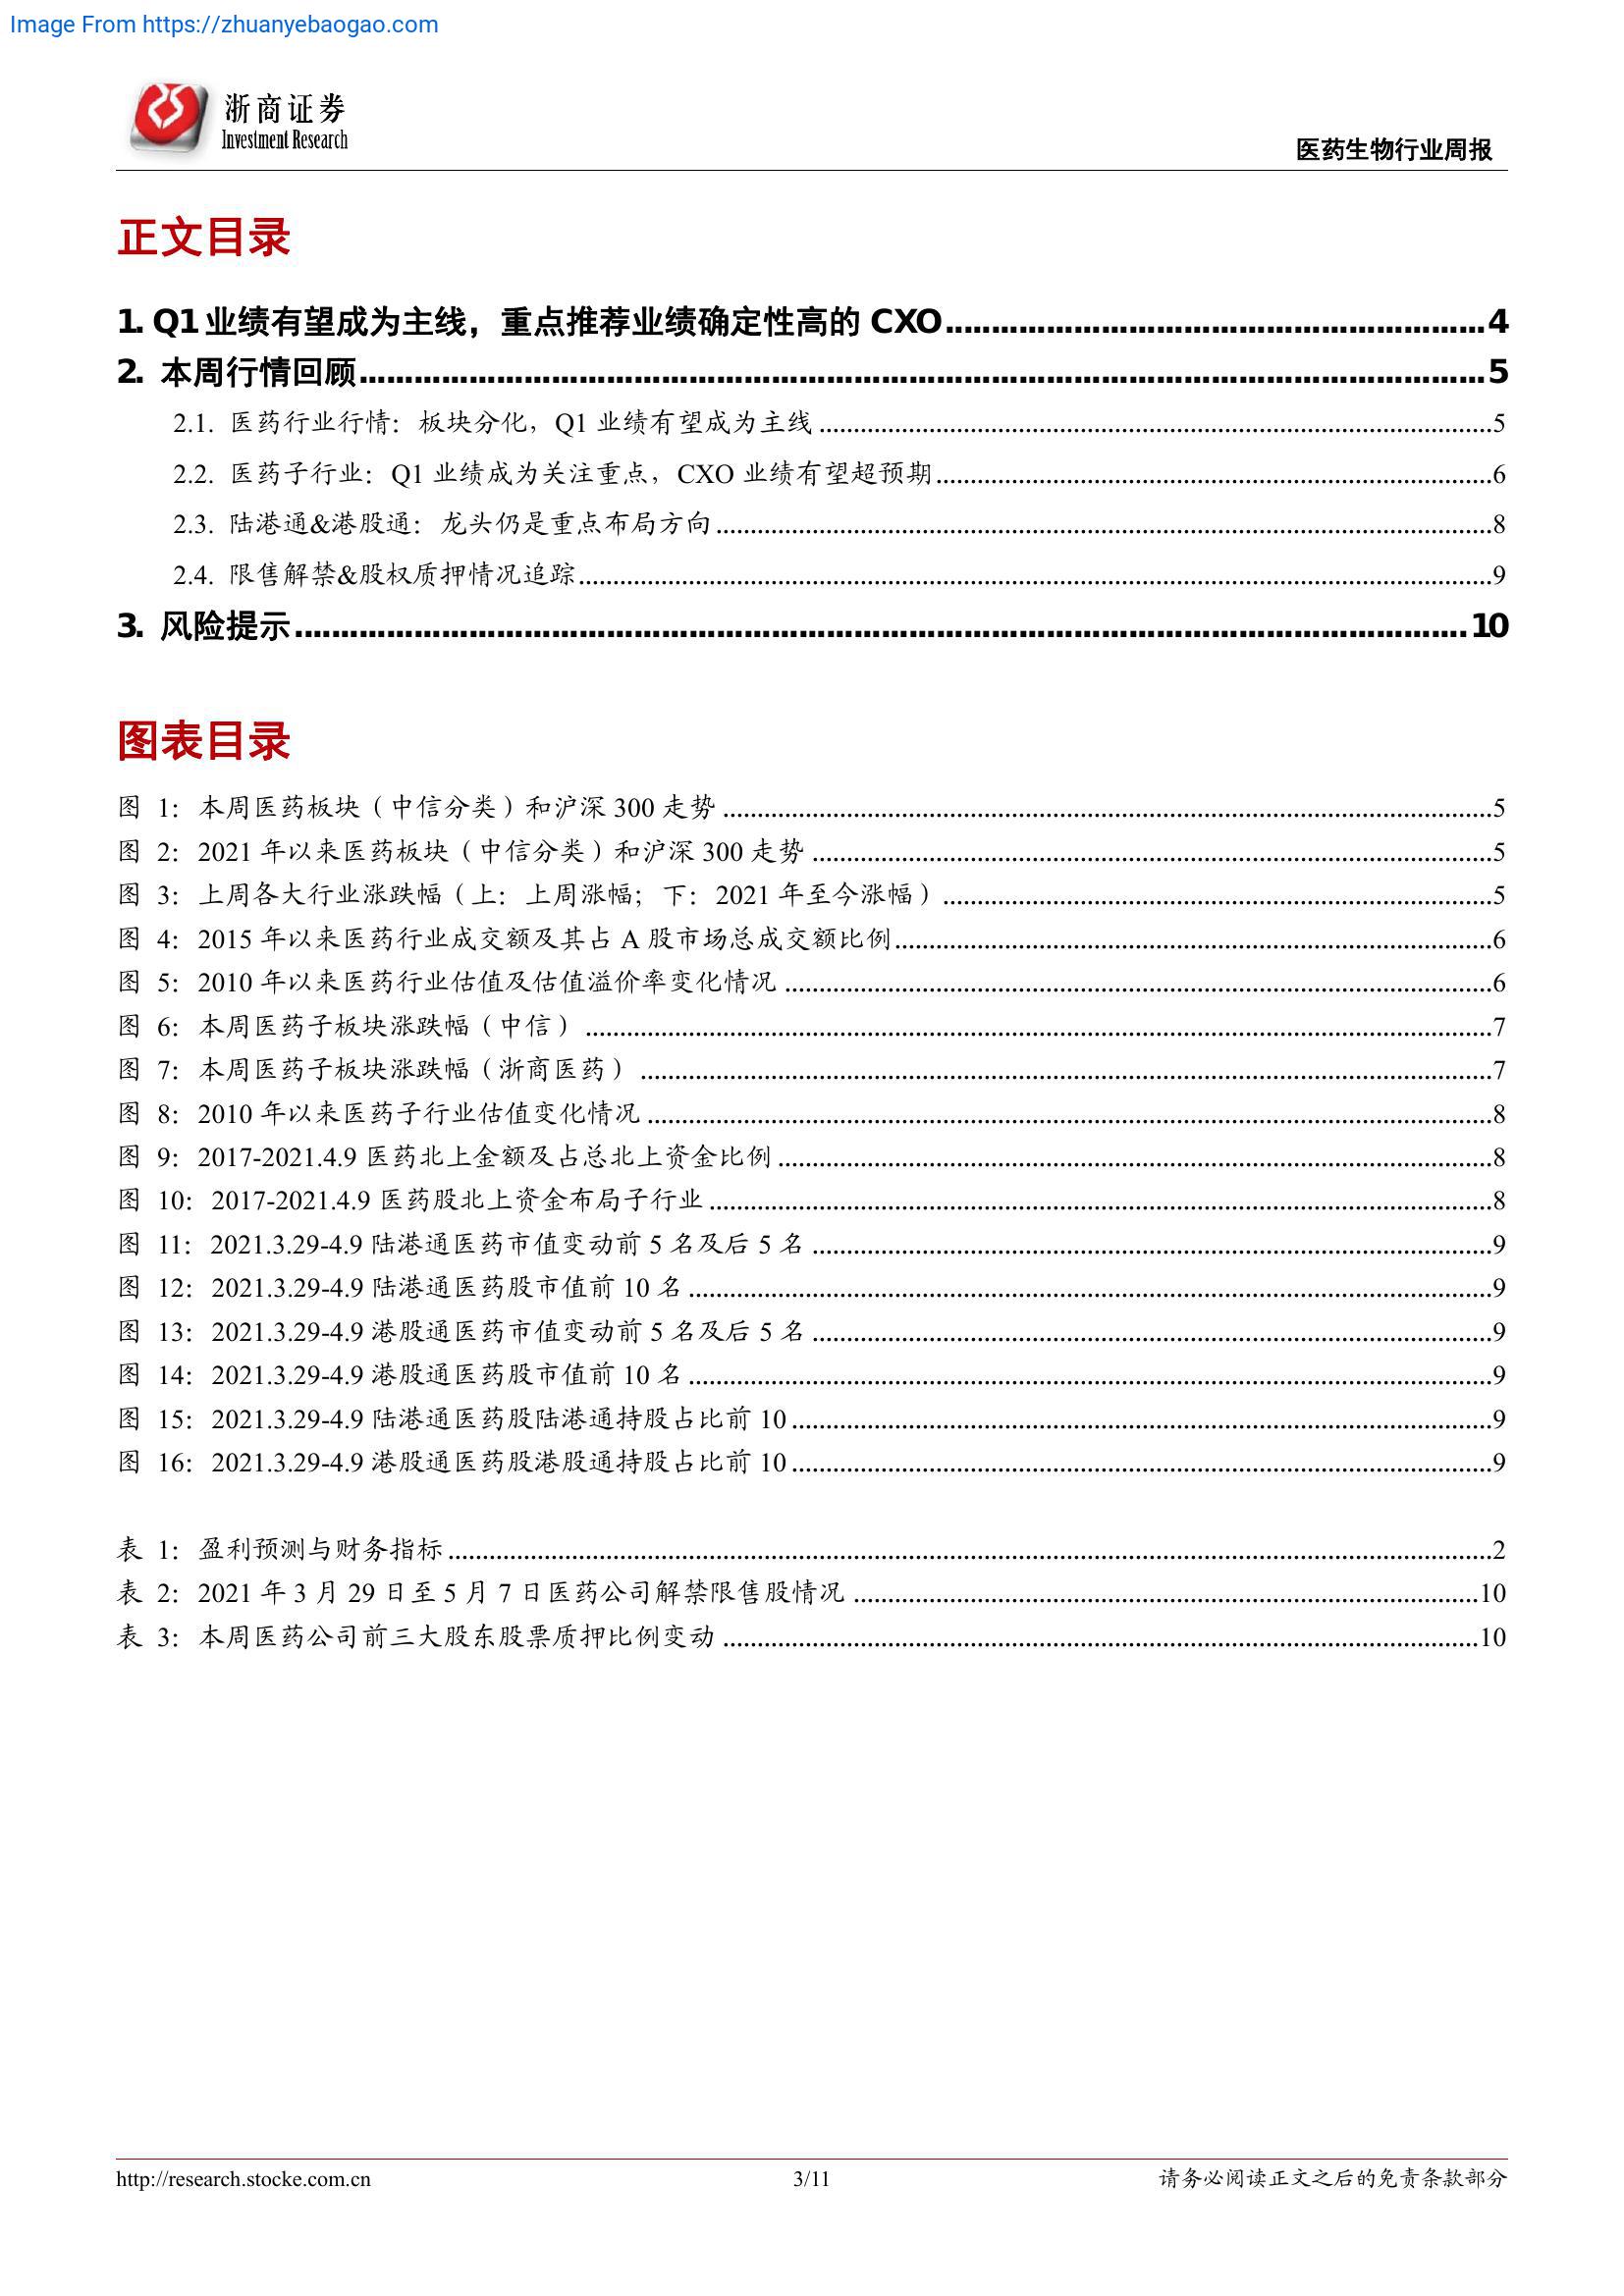 Image From https://zhuanyebaogao.com
浙商证券
Investment Research
医药生物行业周报
正文目录
1. Q1 业绩有望成为主线，重点推荐业绩确定性高的 CXO........4
2. 本周行情回顾........5
2.1. 医药行业行情：板块分化，Q1 业绩有望成为主线........5
2.2. 医药子行业：Q1 业绩成为关注重点，CXO 业绩有望超预期........6
2.3. 陆港通&港股通：龙头仍是重点布局方向........8
2.4. 限售解禁&股权质押情况追踪........9
3. 风险提示........10
图表目录
图 1：本周医药板块（中信分类）和沪深 300 走势........5
图 2：2021 年以来医药板块（中信分类）和沪深 300 走势........5
图 3：上周各大行业涨跌幅（上：上周涨幅；下：2021 年至今涨幅）........5
图 4：2015 年以来医药行业成交额及其占 A 股市场总成交额比例........6
图 5：2010 年以来医药行业估值及估值溢价率变化情况........6
图 6：本周医药子板块涨跌幅（中信）........7
图 7：本周医药子板块涨跌幅（浙商医药）........7
图 8：2010 年以来医药子行业估值变化情况........8
图 9：2017-2021.4.9 医药北上金额及占总北上资金比例........8
图 10：2017-2021.4.9 医药股北上资金布局子行业........8
图 11：2021.3.29-4.9 陆港通医药市值变动前 5 名及后 5 名........9
图 12：2021.3.29-4.9 陆港通医药股市值前 10 名........9
图 13：2021.3.29-4.9 港股通医药市值变动前 5 名及后 5 名........9
图 14：2021.3.29-4.9 港股通医药股市值前 10 名........9
图 15：2021.3.29-4.9 陆港通医药股陆港通持股占比前 10........9
图 16：2021.3.29-4.9 港股通医药股港股通持股占比前 10........9
表 1：盈利预测与财务指标........2
表 2：2021 年 3 月 29 日至 5 月 7 日医药公司解禁限售股情况........10
表 3：本周医药公司前三大股东股票质押比例变动........10
http://research.stocke.com.cn
3/11
请务必阅读正文之后的免责条款部分